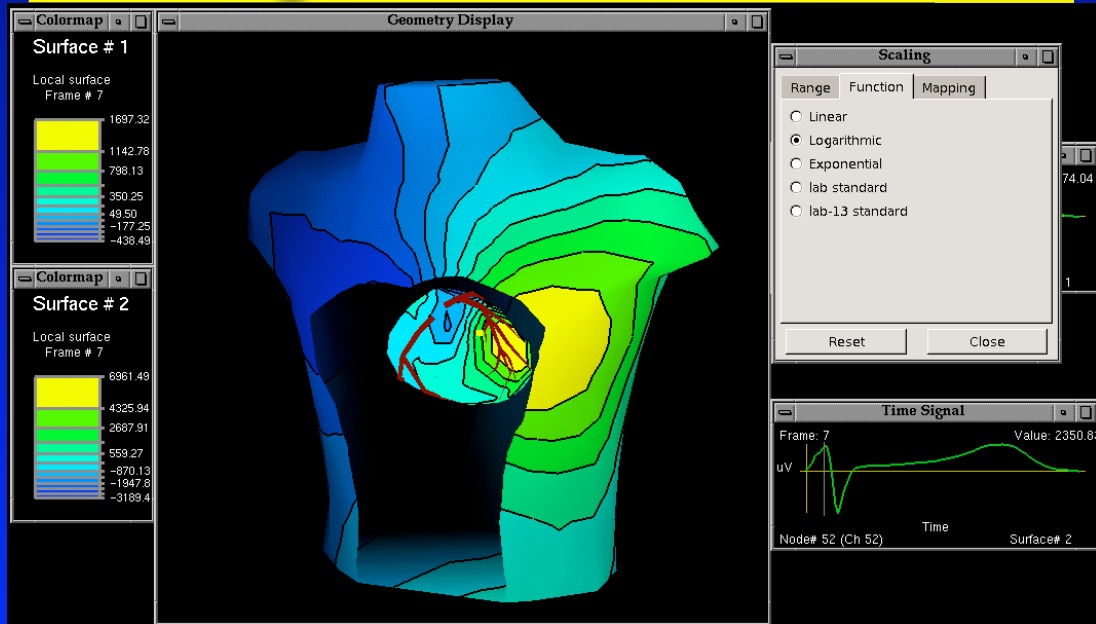 Colormap
Surface # 1
Local surface
Frame # 7
1697.32
1142.78
798.13
350.25
49.50
−177.25
−438.49
Colormap
Surface # 2
Local surface
Frame # 7
6961.49
4325.94
2687.91
559.27
−870.13
−1947.8
−3189.4
Geometry Display
Scaling
Range Function Mapping
Linear
Logarithmic
Exponential
lab standard
lab-13 standard
Reset Close
74.04
1
Time Signal
Frame: 7 Value: 2350.83
uV
Time
Node# 52 (Ch 52) Surface# 2